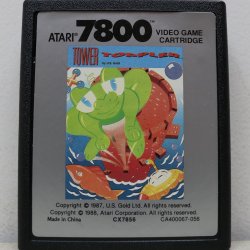 ATARI 7800 VIDEO GAME
CARTRIDGE
TOWER TOPPLER
Copyright © 1987, U.S. Gold Ltd. All rights reserved.
Copyright © 1988, Atari Corporation. All rights reserved.
Made in China CX7856 CA400067-056